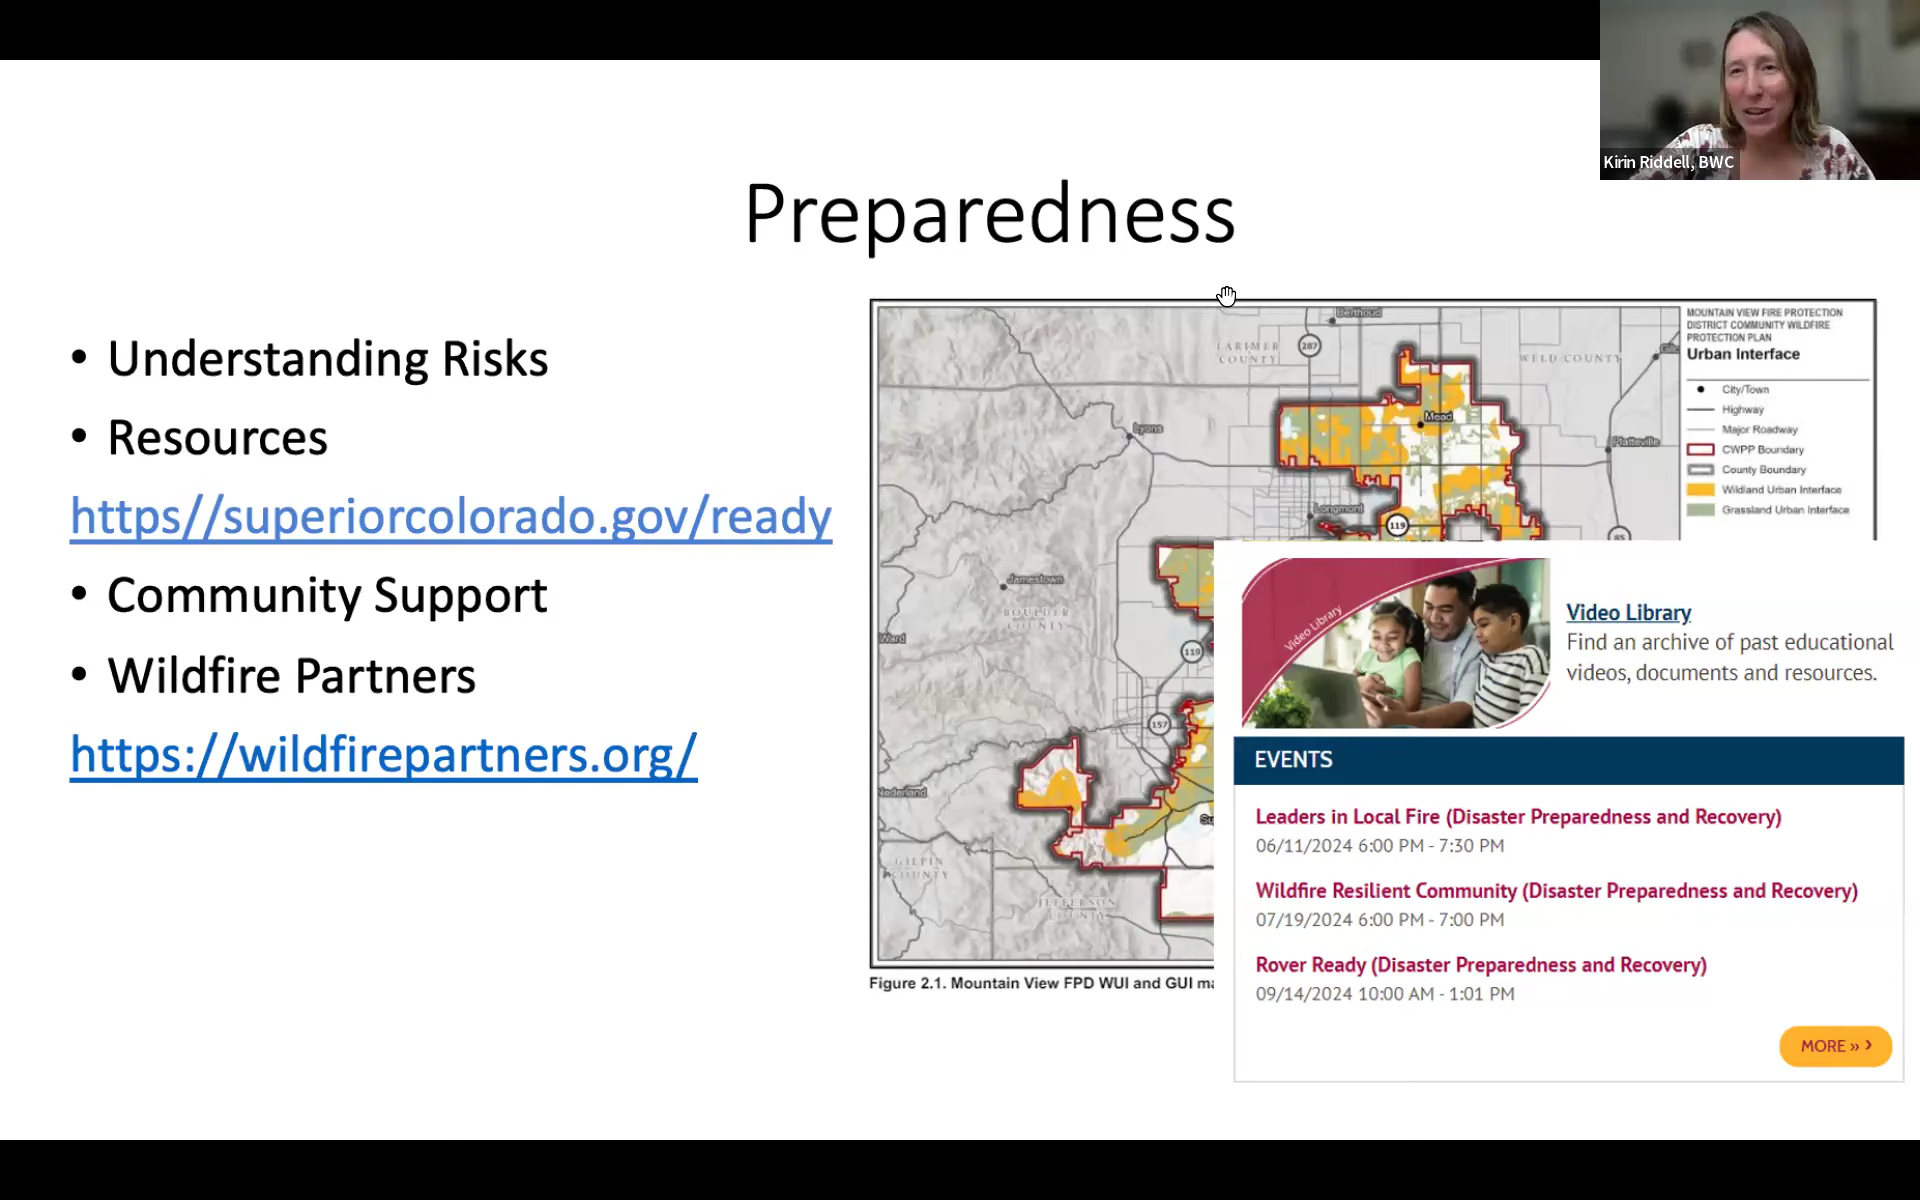 Kirin Riddell, BWC
Preparedness
• Understanding Risks
• Resources
https//superiorcolorado.gov/ready
• Community Support
• Wildfire Partners
https://wildfirepartners.org/
MOUNTAIN VIEW FIRE PROTECTION
DISTRICT COMMUNITY WILDFIRE
PROTECTION PLAN
Urban Interface
City/Town
Highway
Major Roadway
CWPP Boundary
County Boundary
Wildland Urban Interface
Grassland Urban Interface
Berthoud
LARIMER
COUNTY
287
WELD COUNTY
Mead
Lyons
Platteville
Longmont
119
85
Jamestown
BOULDER
COUNTY
Ward
119
157
Nederland
GILPIN
COUNTY
JEFFERSON
COUNTY
Figure 2.1. Mountain View FPD WUI and GUI
Video Library
Video Library
Find an archive of past educational
videos, documents and resources.
EVENTS
Leaders in Local Fire (Disaster Preparedness and Recovery)
06/11/2024 6:00 PM - 7:30 PM
Wildfire Resilient Community (Disaster Preparedness and Recovery)
07/19/2024 6:00 PM - 7:00 PM
Rover Ready (Disaster Preparedness and Recovery)
09/14/2024 10:00 AM - 1:01 PM
MORE »